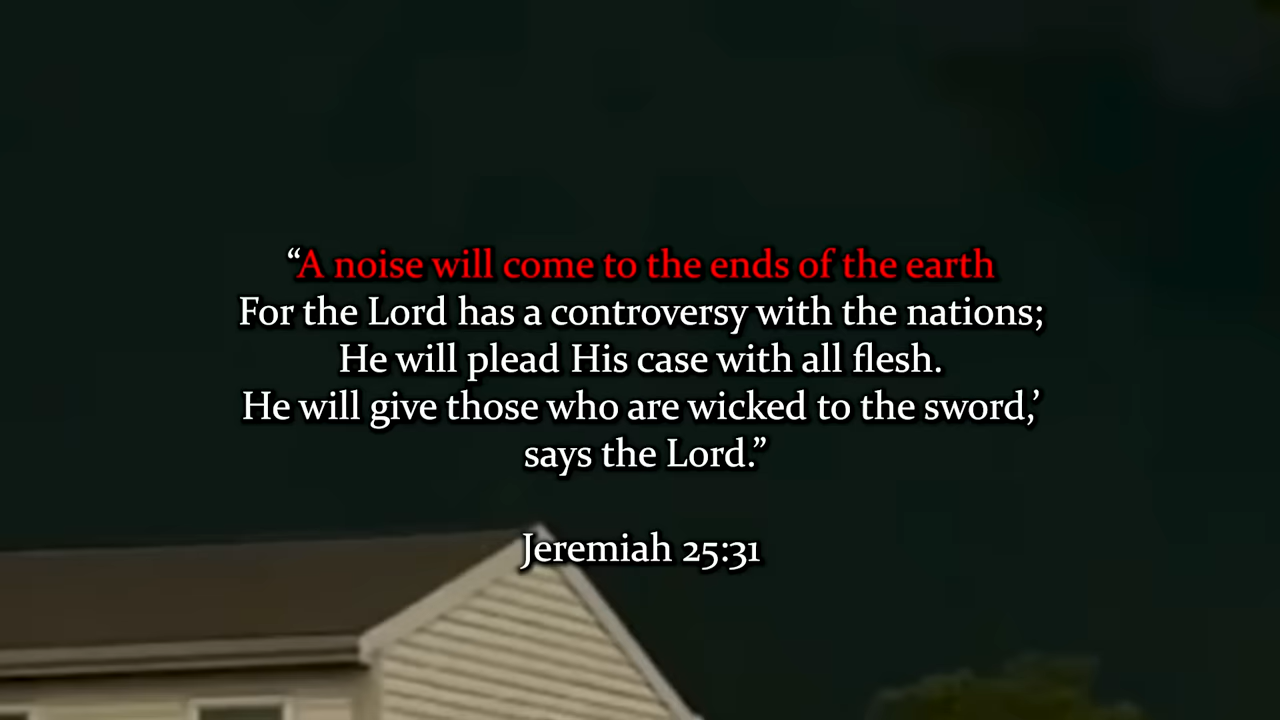 “A noise will come to the ends of the earth
For the Lord has a controversy with the nations;
He will plead His case with all flesh.
He will give those who are wicked to the sword,’
says the Lord.”
Jeremiah 25:31